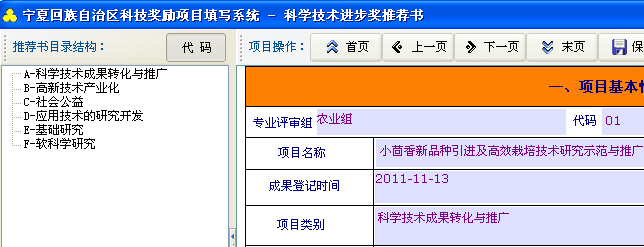 宁夏回族自治区科技奖励项目填写系统 - 科学技术进步奖推荐书
推荐书目录结构： 代 码 项目操作： 首页 上一页 下一页 末页
A-科学技术成果转化与推广
B-高新技术产业化
C-社会公益
D-应用技术的研究开发
E-基础研究
F-软科学研究
一、项目基本
专业评审组 农业组 代码 01
项目名称 小茴香新品种引进及高效栽培技术研究示范与推广
成果登记时间 2011-11-13
项目类别 科学技术成果转化与推广